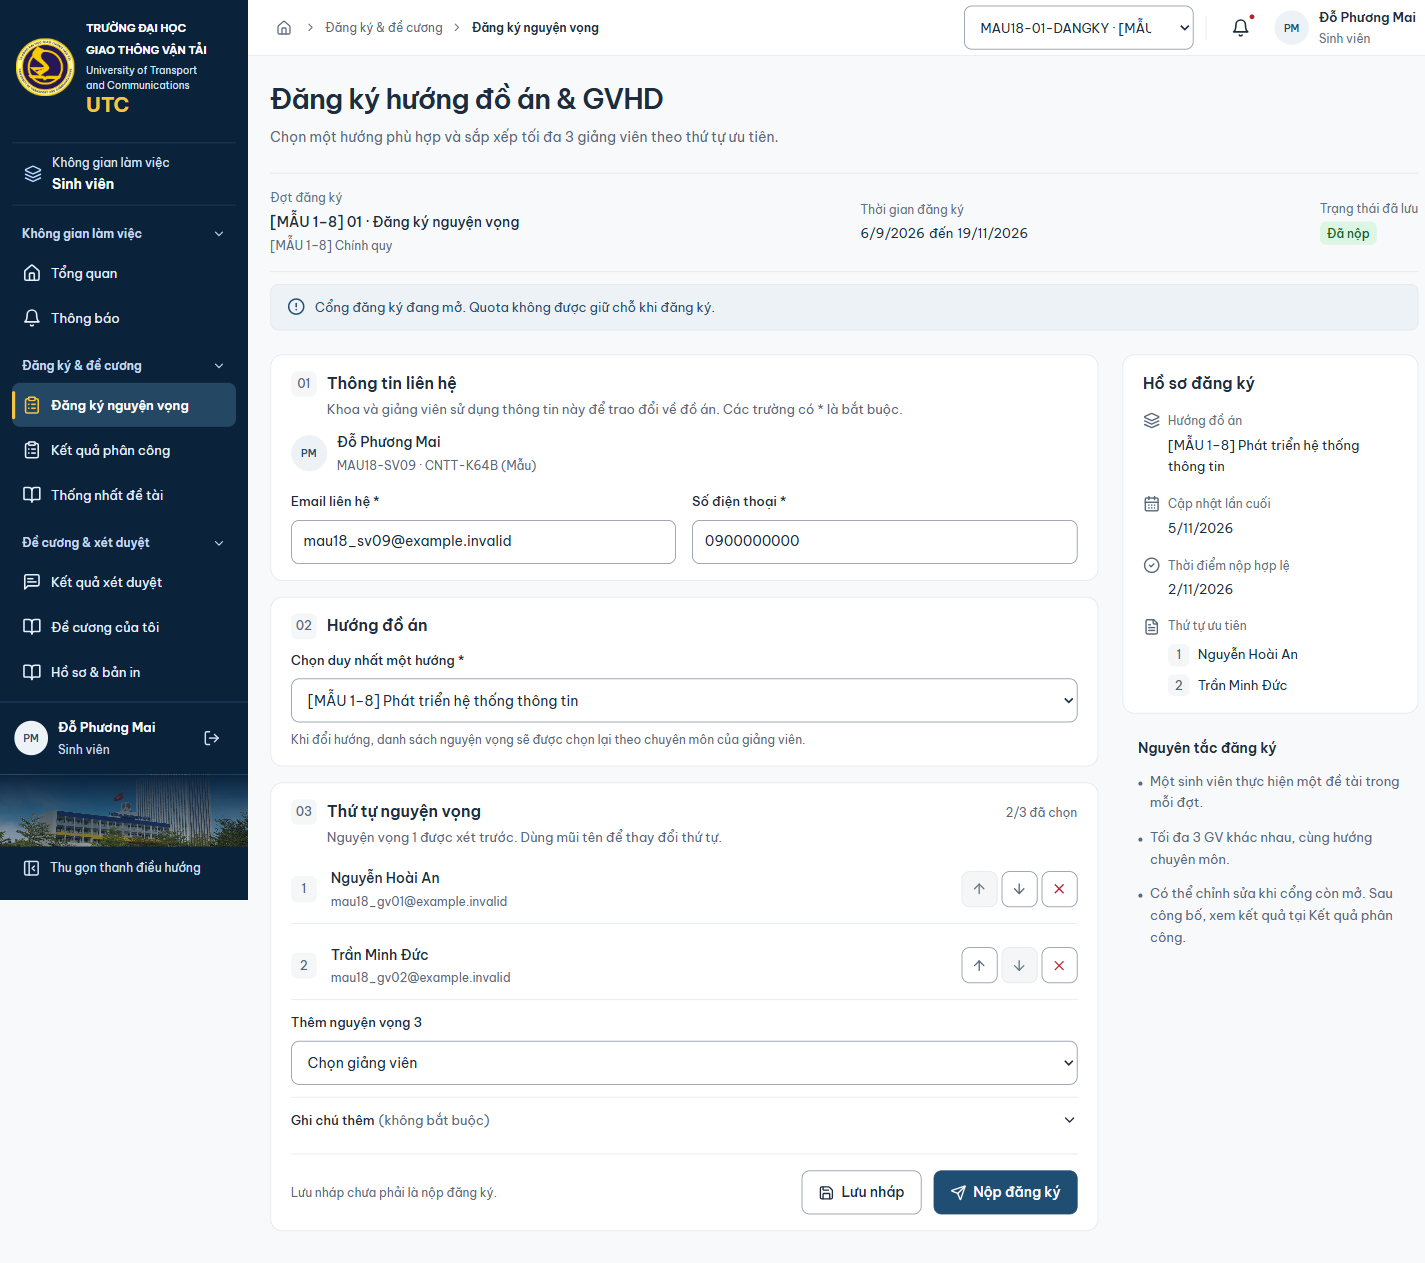 TRƯỜNG ĐẠI HỌC
GIAO THÔNG VẬN TẢI
University of Transport
and Communications
UTC
Không gian làm việc
Sinh viên
Không gian làm việc
Tổng quan
Thông báo
Đăng ký & đề cương
Đăng ký nguyện vọng
Kết quả phân công
Thống nhất đề tài
Đề cương & xét duyệt
Kết quả xét duyệt
Đề cương của tôi
Hồ sơ & bản in
PM
Đỗ Phương Mai
Sinh viên
Thu gọn thanh điều hướng
Đăng ký & đề cương
Đăng ký nguyện vọng
MAU18-01-DANGKY · [MẪU
PM
Đỗ Phương Mai
Sinh viên
Đăng ký hướng đồ án & GVHD
Chọn một hướng phù hợp và sắp xếp tối đa 3 giảng viên theo thứ tự ưu tiên.
Đợt đăng ký
[MẪU 1-8] 01 · Đăng ký nguyện vọng
[MẪU 1-8] Chính quy
Thời gian đăng ký
6/9/2026 đến 19/11/2026
Trạng thái đã lưu
Đã nộp
Cổng đăng ký đang mở. Quota không được giữ chỗ khi đăng ký.
01
Thông tin liên hệ
Khoa và giảng viên sử dụng thông tin này để trao đổi về đồ án. Các trường có * là bắt buộc.
PM
Đỗ Phương Mai
MAU18-SV09 · CNTT-K64B (Mẫu)
Email liên hệ *
mau18_sv09@example.invalid
Số điện thoại *
0900000000
02
Hướng đồ án
Chọn duy nhất một hướng *
[MẪU 1-8] Phát triển hệ thống thông tin
Khi đổi hướng, danh sách nguyện vọng sẽ được chọn lại theo chuyên môn của giảng viên.
03
Thứ tự nguyện vọng
2/3 đã chọn
Nguyện vọng 1 được xét trước. Dùng mũi tên để thay đổi thứ tự.
1
Nguyễn Hoài An
mau18_gv01@example.invalid
2
Trần Minh Đức
mau18_gv02@example.invalid
Thêm nguyện vọng 3
Chọn giảng viên
Ghi chú thêm (không bắt buộc)
Lưu nháp chưa phải là nộp đăng ký.
Lưu nháp
Nộp đăng ký
Hồ sơ đăng ký
Hướng đồ án
[MẪU 1-8] Phát triển hệ thống
thông tin
Cập nhật lần cuối
5/11/2026
Thời điểm nộp hợp lệ
2/11/2026
Thứ tự ưu tiên
1 Nguyễn Hoài An
2 Trần Minh Đức
Nguyên tắc đăng ký
• Một sinh viên thực hiện một đề tài trong
mỗi đợt.
• Tối đa 3 GV khác nhau, cùng hướng
chuyên môn.
• Có thể chỉnh sửa khi cổng còn mở. Sau
công bố, xem kết quả tại Kết quả phân
công.